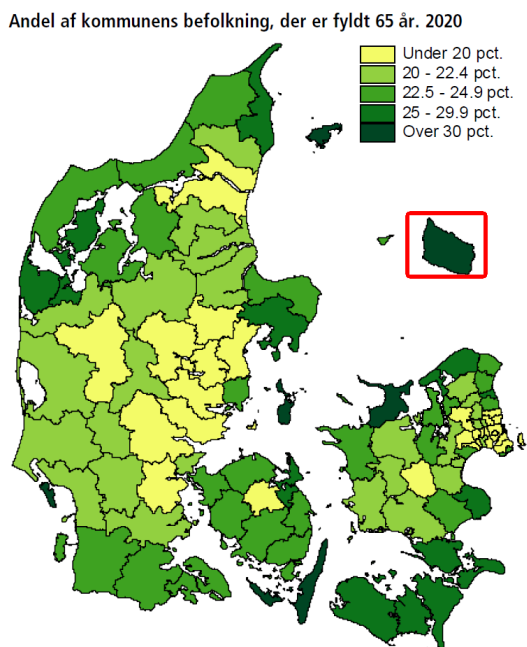 Andel af kommunens befolkning, der er fyldt 65 år. 2020
Under 20 pct.
20 - 22.4 pct.
22.5 - 24.9 pct.
25 - 29.9 pct.
Over 30 pct.